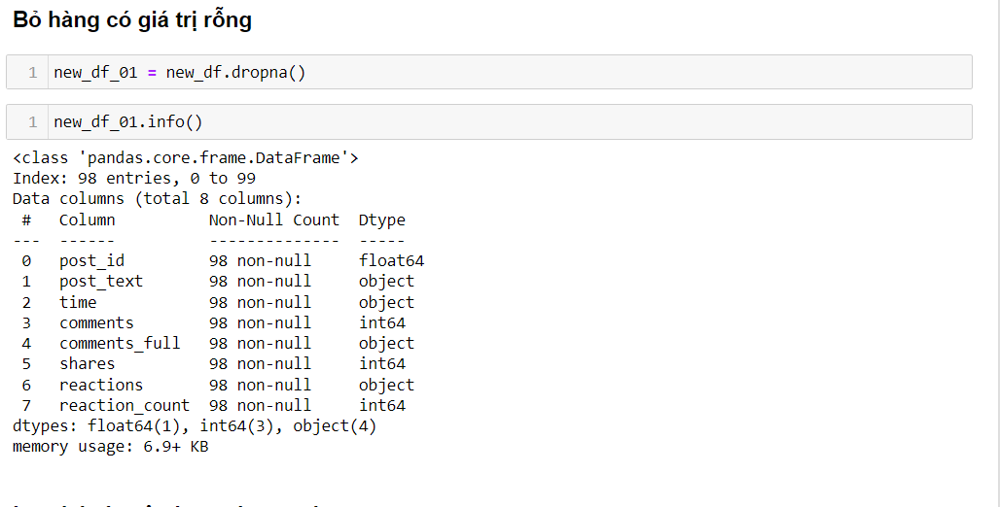 Bỏ hàng có giá trị rỗng
1 new_df_01 = new_df.dropna()
1 new_df_01.info()
<class 'pandas.core.frame.DataFrame'>
Index: 98 entries, 0 to 99
Data columns (total 8 columns):
 #   Column          Non-Null Count  Dtype
---  ------          --------------  -----
 0   post_id         98 non-null     float64
 1   post_text       98 non-null     object
 2   time            98 non-null     object
 3   comments        98 non-null     int64
 4   comments_full   98 non-null     object
 5   shares          98 non-null     int64
 6   reactions       98 non-null     object
 7   reaction_count  98 non-null     int64
dtypes: float64(1), int64(3), object(4)
memory usage: 6.9+ KB